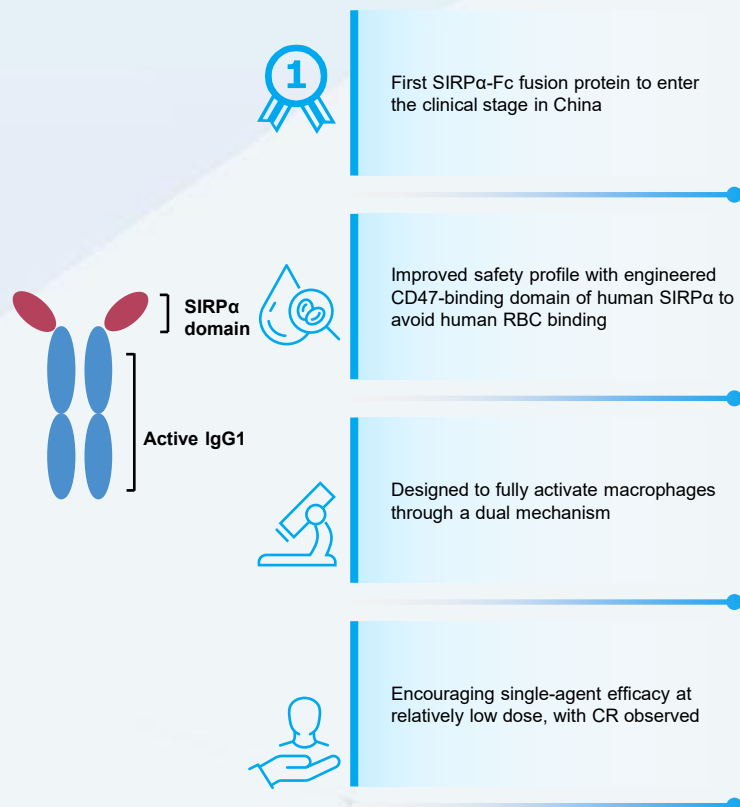 1
First SIRPα-Fc fusion protein to enter
the clinical stage in China
Improved safety profile with engineered
CD47-binding domain of human SIRPα to
avoid human RBC binding
SIRPα
domain
Active IgG1
Designed to fully activate macrophages
through a dual mechanism
Encouraging single-agent efficacy at
relatively low dose, with CR observed